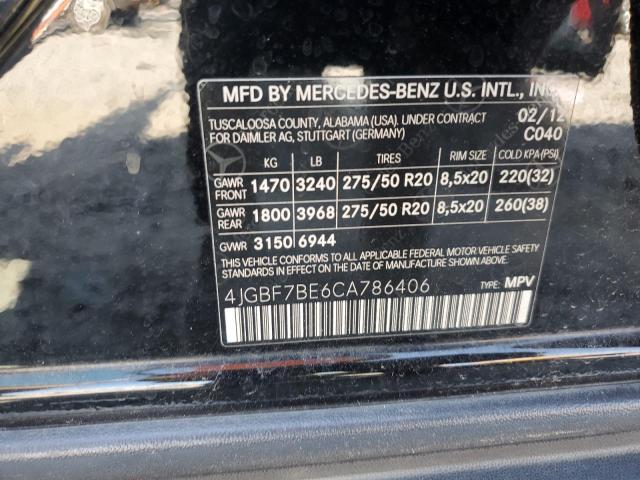 MFD BY MERCEDES-BENZ U.S. INTL., INC.
TUSCALOOSA COUNTY, ALABAMA (USA). UNDER CONTRACT 02/12
FOR DAIMLER AG, STUTTGART (GERMANY) C040
KG LB TIRES RIM SIZE COLD KPA(PSI)
GAWR FRONT 1470 3240 275/50 R20 8,5x20 220(32)
GAWR REAR 1800 3968 275/50 R20 8,5x20 260(38)
GVWR 3150 6944
THIS VEHICLE CONFORMS TO ALL APPLICABLE FEDERAL MOTOR VEHICLE SAFETY
STANDARDS IN EFFECT ON THE DATE OF MANUFACTURE SHOWN ABOVE.
4JGBF7BE6CA786406 TYPE: MPV